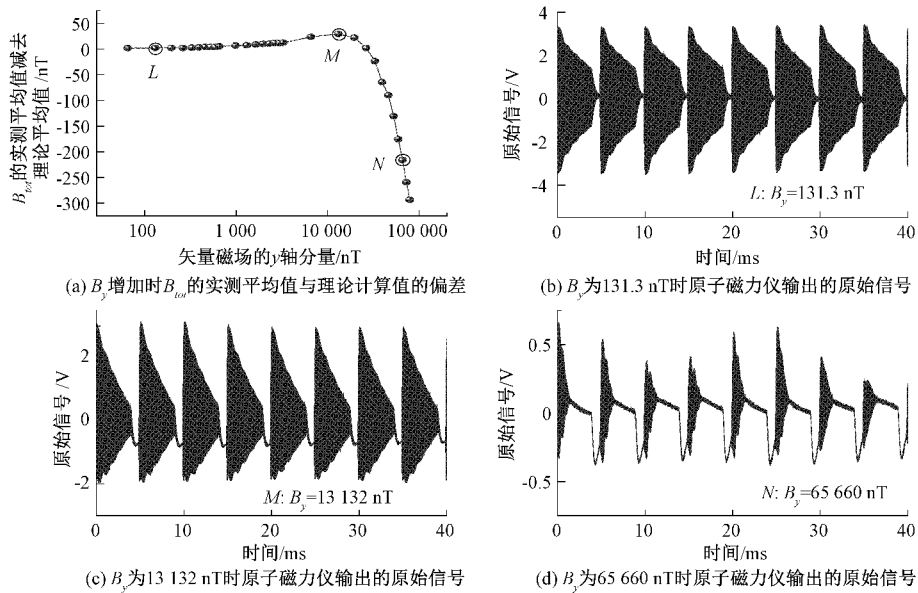 B_tot的实测平均值减去
理论平均值/nT
50
0
-50
-100
-150
-200
-250
-300
L
M
N
100
1 000
10 000
100 000
矢量磁场的y轴分量/nT
(a) B_y增加时B_tot的实测平均值与理论计算值的偏差
原始信号/V
4
2
0
-2
-4
L: B_y=131.3 nT
0
10
20
30
40
时间/ms
(b) B_y为131.3 nT时原子磁力仪输出的原始信号
原始信号/V
2
0
-2
M: B_y=13 132 nT
0
10
20
30
40
时间/ms
(c) B_y为13 132 nT时原子磁力仪输出的原始信号
原始信号/V
0.5
0
-0.5
N: B_y=65 660 nT
0
10
20
30
40
时间/ms
(d) B_y为65 660 nT时原子磁力仪输出的原始信号